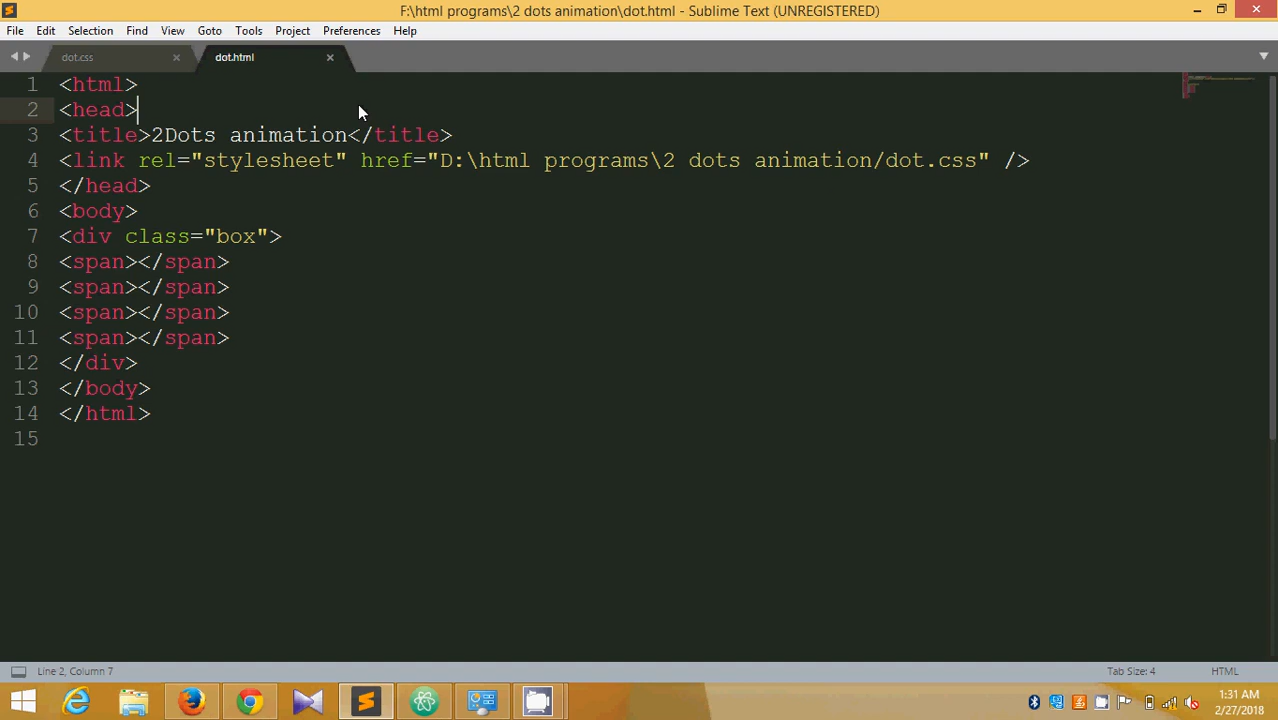 F:\html programs\2 dots animation\dot.html - Sublime Text (UNREGISTERED)
File Edit Selection Find View Goto Tools Project Preferences Help
dot.css dot.html
1 <html>
2 <head>
3 <title>2Dots animation</title>
4 <link rel="stylesheet" href="D:\html programs\2 dots animation/dot.css" />
5 </head>
6 <body>
7 <div class="box">
8 <span></span>
9 <span></span>
10 <span></span>
11 <span></span>
12 </div>
13 </body>
14 </html>
15
Line 2, Column 7 Tab Size: 4 HTML
1:31 AM
2/27/2018